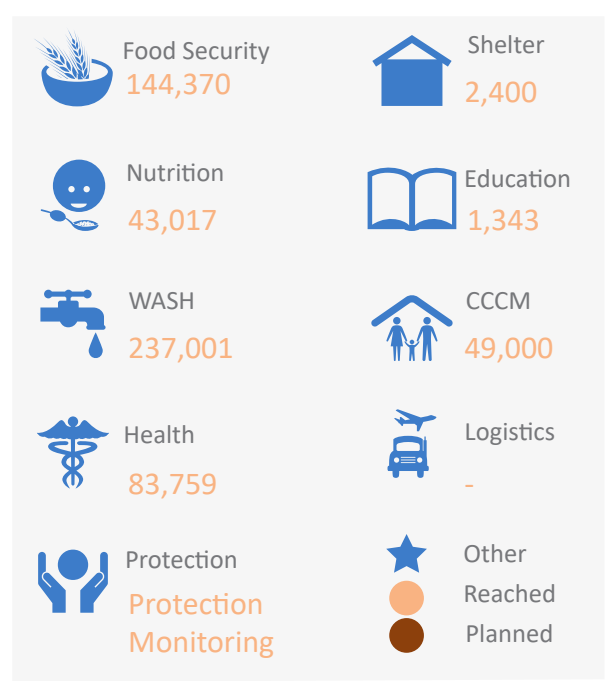 Food Security
144,370
Shelter
2,400
Nutrition
43,017
Education
1,343
WASH
237,001
CCCM
49,000
Health
83,759
Logistics
-
Protection
Protection
Monitoring
Other
Reached
Planned